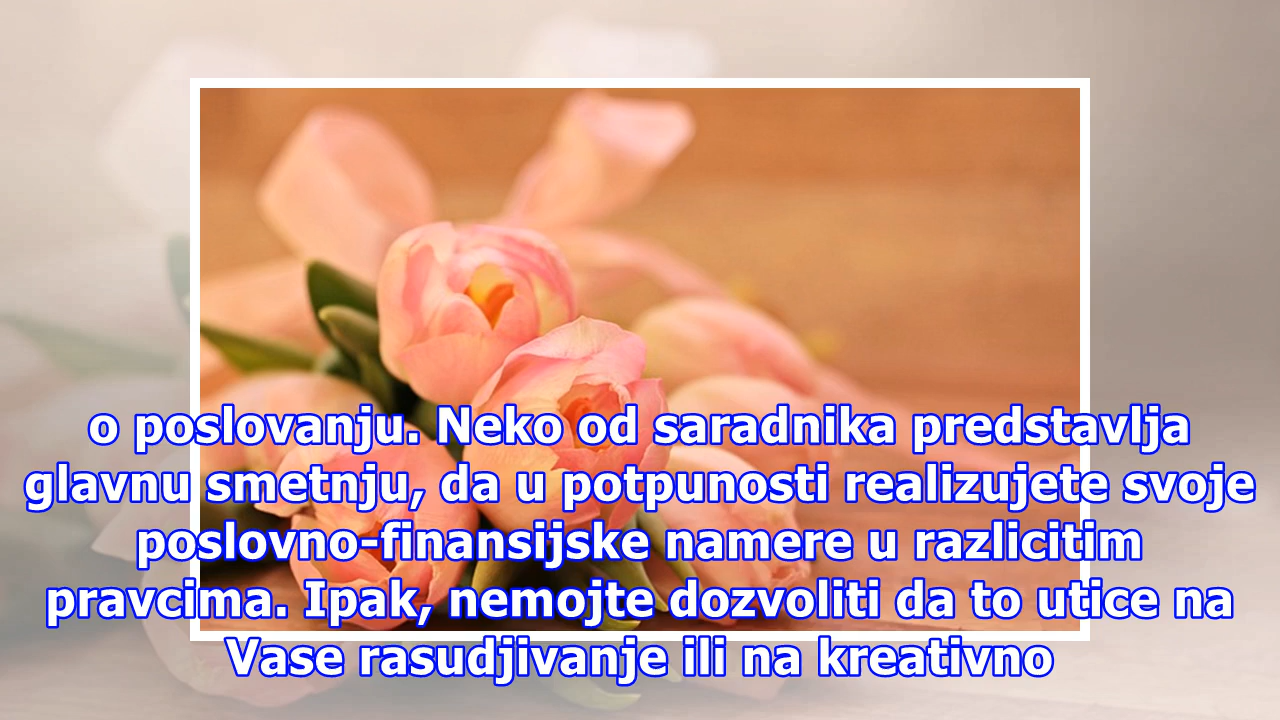 o poslovanju. Neko od saradnika predstavlja
glavnu smetnju, da u potpunosti realizujete svoje
poslovno-finansijske namere u razlicitim
pravcima. Ipak, nemojte dozvoliti da to utice na
Vase rasudjivanje ili na kreativno